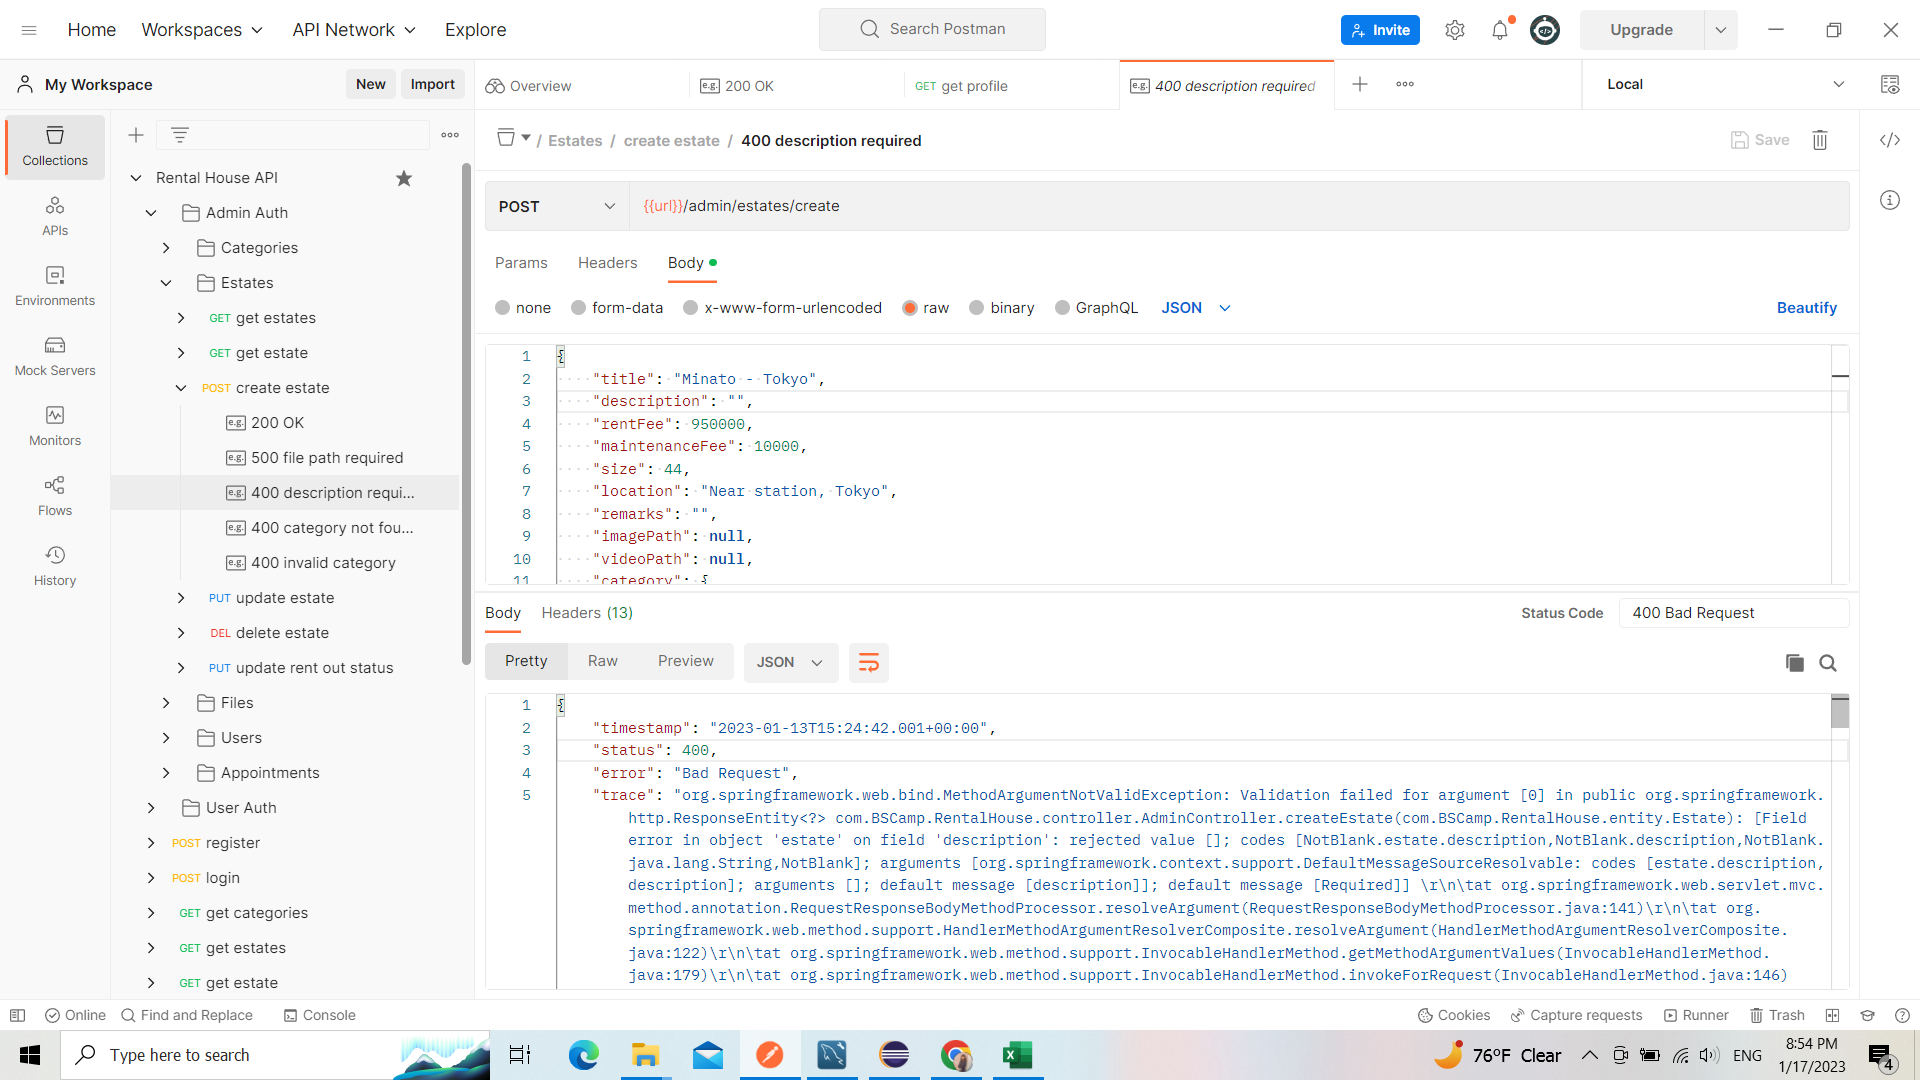 Home Workspaces API Network Explore Search Postman Invite Upgrade
My Workspace New Import Overview e.g. 200 OK GET get profile e.g. 400 description required Local
Collections
APIs
Environments
Mock Servers
Monitors
Flows
History
Rental House API
Admin Auth
Categories
Estates
GET get estates
GET get estate
POST create estate
e.g. 200 OK
e.g. 500 file path required
e.g. 400 description requi...
e.g. 400 category not fou...
e.g. 400 invalid category
PUT update estate
DEL delete estate
PUT update rent out status
Files
Users
Appointments
User Auth
POST register
POST login
GET get categories
GET get estates
GET get estate
/ Estates / create estate / 400 description required Save
POST {{url}}/admin/estates/create
Params Headers Body
none form-data x-www-form-urlencoded raw binary GraphQL JSON Beautify
1 {
2 "title": "Minato - Tokyo",
3 "description": "",
4 "rentFee": 950000,
5 "maintenanceFee": 10000,
6 "size": 44,
7 "location": "Near station, Tokyo",
8 "remarks": "",
9 "imagePath": null,
10 "videoPath": null,
11 "category": {
Body Headers (13) Status Code 400 Bad Request
Pretty Raw Preview JSON
1 {
2 "timestamp": "2023-01-13T15:24:42.001+00:00",
3 "status": 400,
4 "error": "Bad Request",
5 "trace": "org.springframework.web.bind.MethodArgumentNotValidException: Validation failed for argument [0] in public org.springframework.
http.ResponseEntity<?> com.BSCamp.RentalHouse.controller.AdminController.createEstate(com.BSCamp.RentalHouse.entity.Estate): [Field
error in object 'estate' on field 'description': rejected value []; codes [NotBlank.estate.description,NotBlank.description,NotBlank.
java.lang.String,NotBlank]; arguments [org.springframework.context.support.DefaultMessageSourceResolvable: codes [estate.description,
description]; arguments []; default message [description]]; default message [Required]] \r\n\tat org.springframework.web.servlet.mvc.
method.annotation.RequestResponseBodyMethodProcessor.resolveArgument(RequestResponseBodyMethodProcessor.java:141)\r\n\tat org.
springframework.web.method.support.HandlerMethodArgumentResolverComposite.resolveArgument(HandlerMethodArgumentResolverComposite.
java:122)\r\n\tat org.springframework.web.method.support.InvocableHandlerMethod.getMethodArgumentValues(InvocableHandlerMethod.
java:179)\r\n\tat org.springframework.web.method.support.InvocableHandlerMethod.invokeForRequest(InvocableHandlerMethod.java:146)
Online Find and Replace Console Cookies Capture requests Runner Trash
Type here to search 76°F Clear ENG 8:54 PM
1/17/2023 4